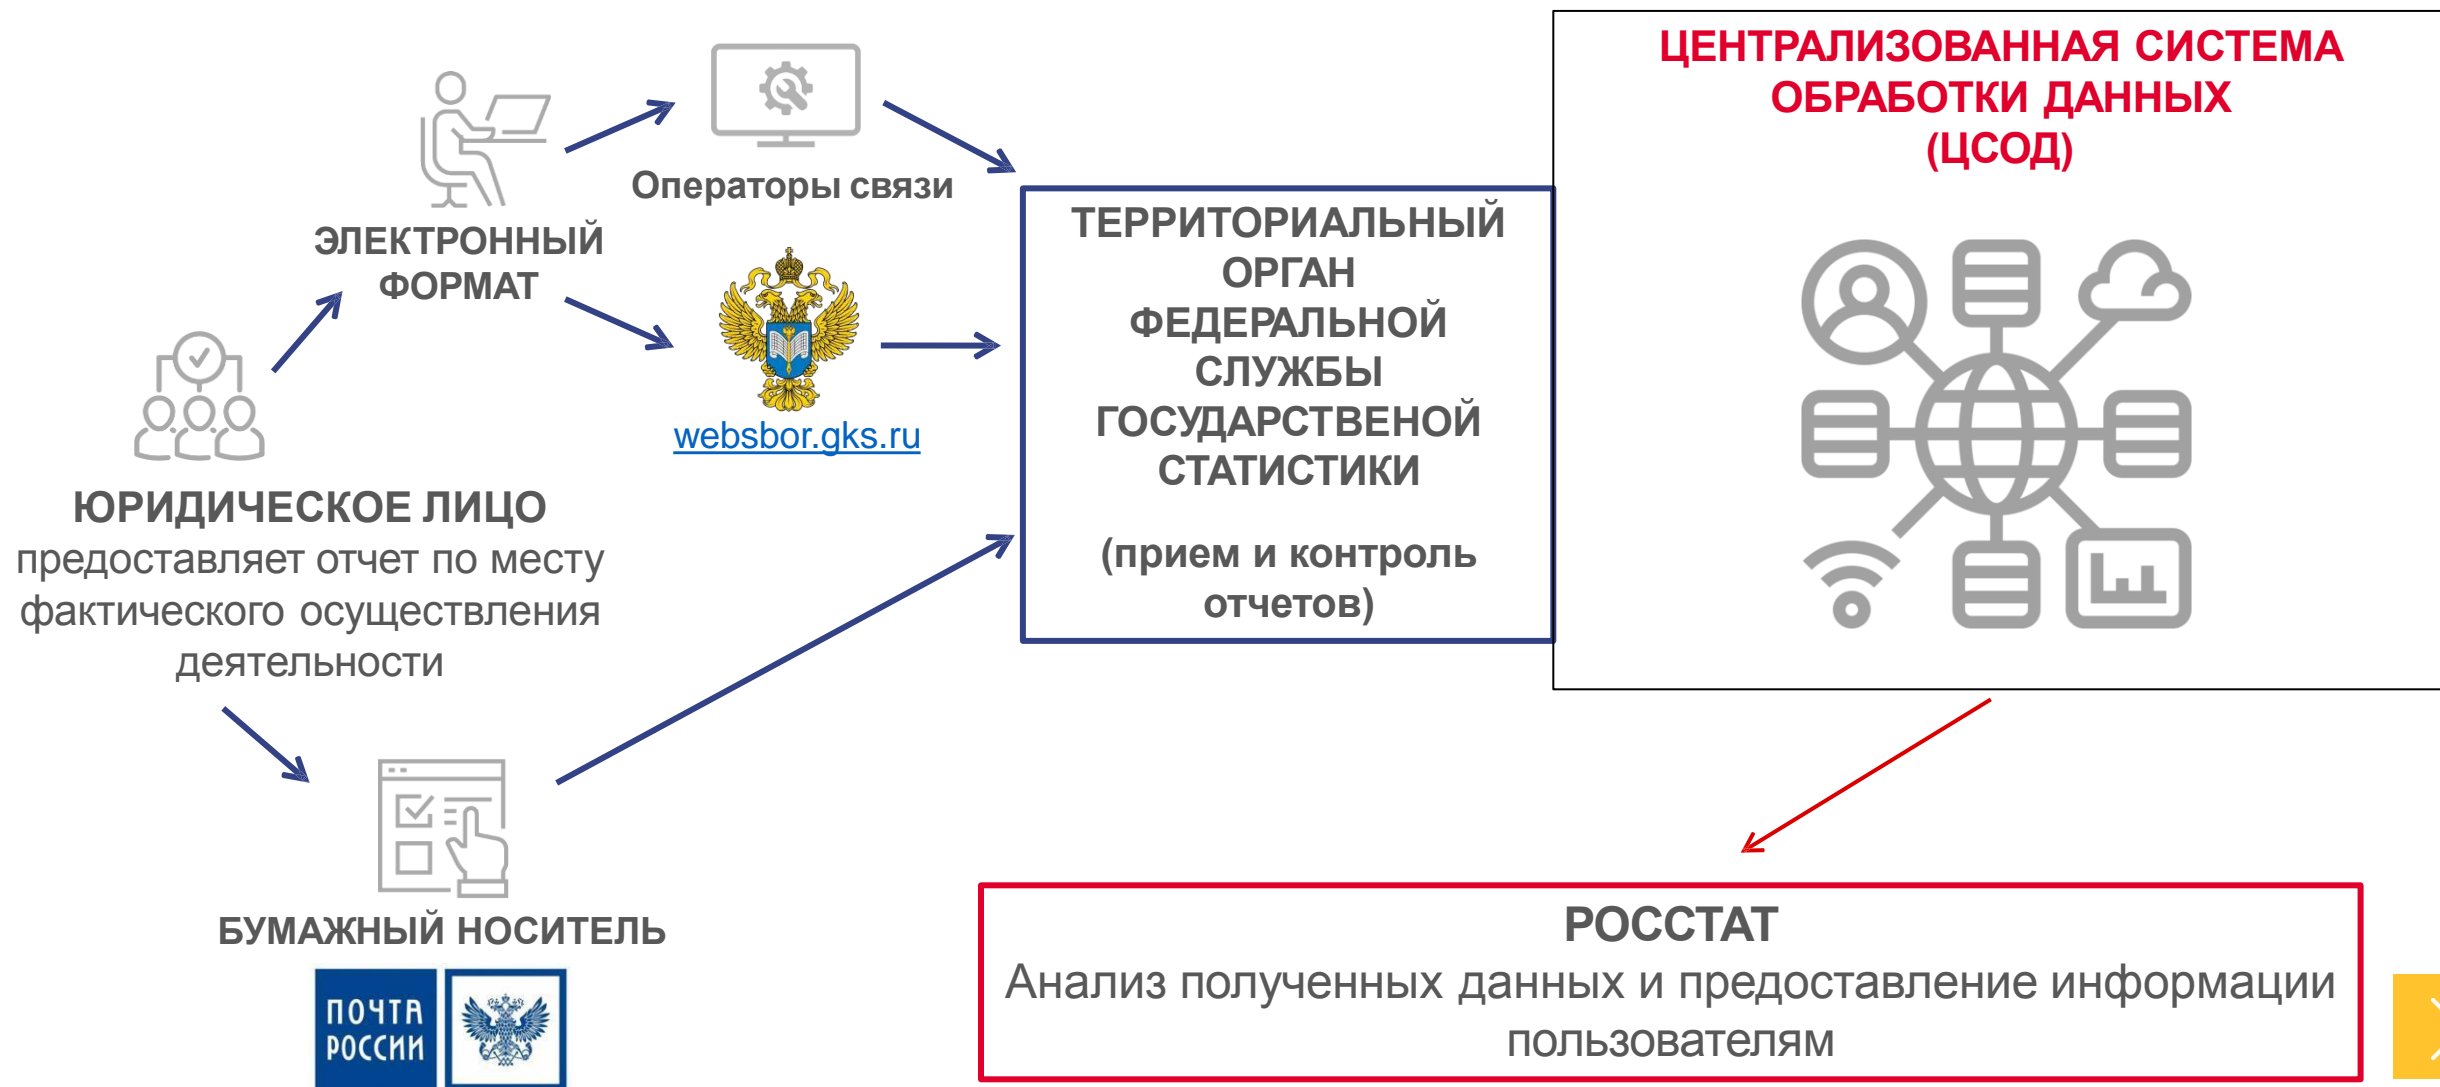 Операторы связи
ЭЛЕКТРОННЫЙ
ФОРМАТ
websbor.gks.ru
ЮРИДИЧЕСКОЕ ЛИЦО
предоставляет отчет по месту
фактического осуществления
деятельности
БУМАЖНЫЙ НОСИТЕЛЬ
ПОЧТА
РОССИИ
ТЕРРИТОРИАЛЬНЫЙ
ОРГАН
ФЕДЕРАЛЬНОЙ
СЛУЖБЫ
ГОСУДАРСТВЕНОЙ
СТАТИСТИКИ
(прием и контроль
отчетов)
ЦЕНТРАЛИЗОВАННАЯ СИСТЕМА
ОБРАБОТКИ ДАННЫХ
(ЦСОД)
РОССТАТ
Анализ полученных данных и предоставление информации
пользователям